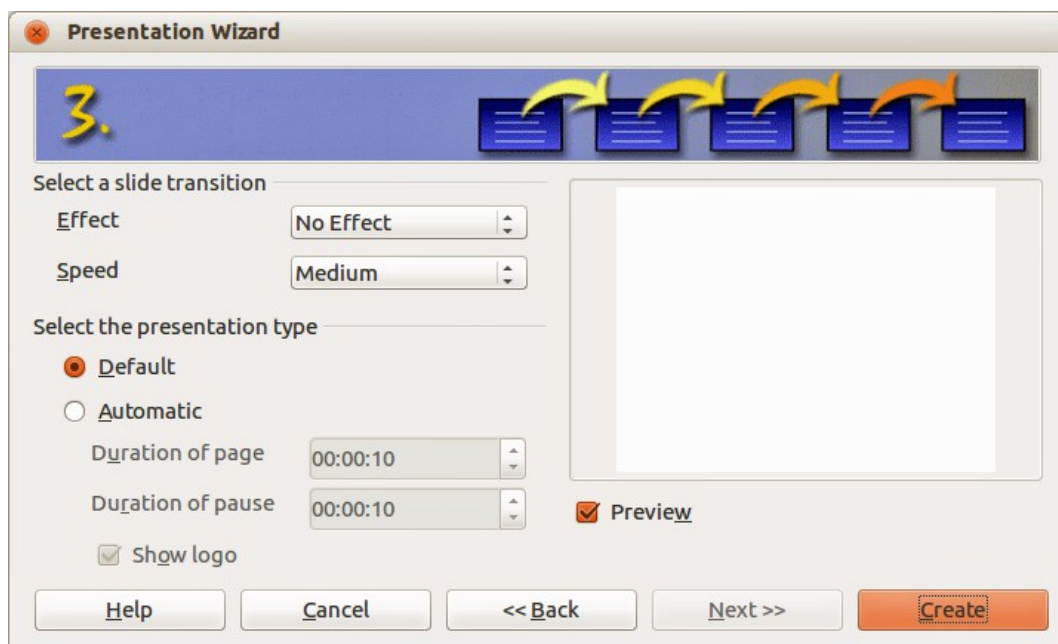 Presentation Wizard
3.
Select a slide transition
Effect No Effect
Speed Medium
Select the presentation type
Default
Automatic
Duration of page 00:00:10
Duration of pause 00:00:10
Preview
Show logo
Help Cancel << Back Next >> Create